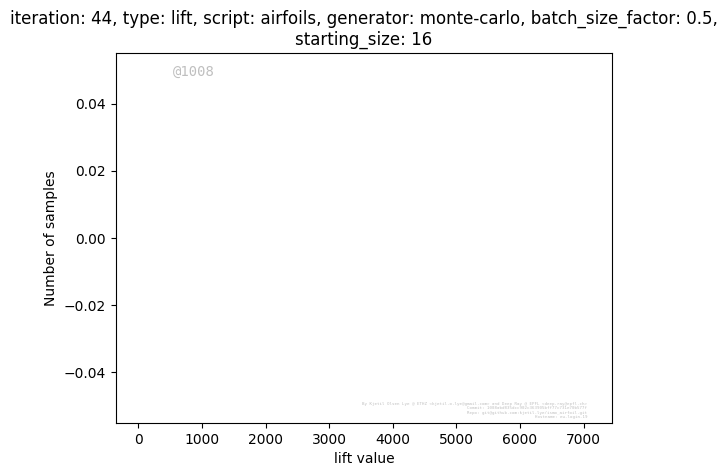 iteration: 44, type: lift, script: airfoils, generator: monte-carlo, batch_size_factor: 0.5,
starting_size: 16
@1008
0.04
0.02
0.00
−0.02
−0.04
Number of samples
0 1000 2000 3000 4000 5000 6000 7000
lift value